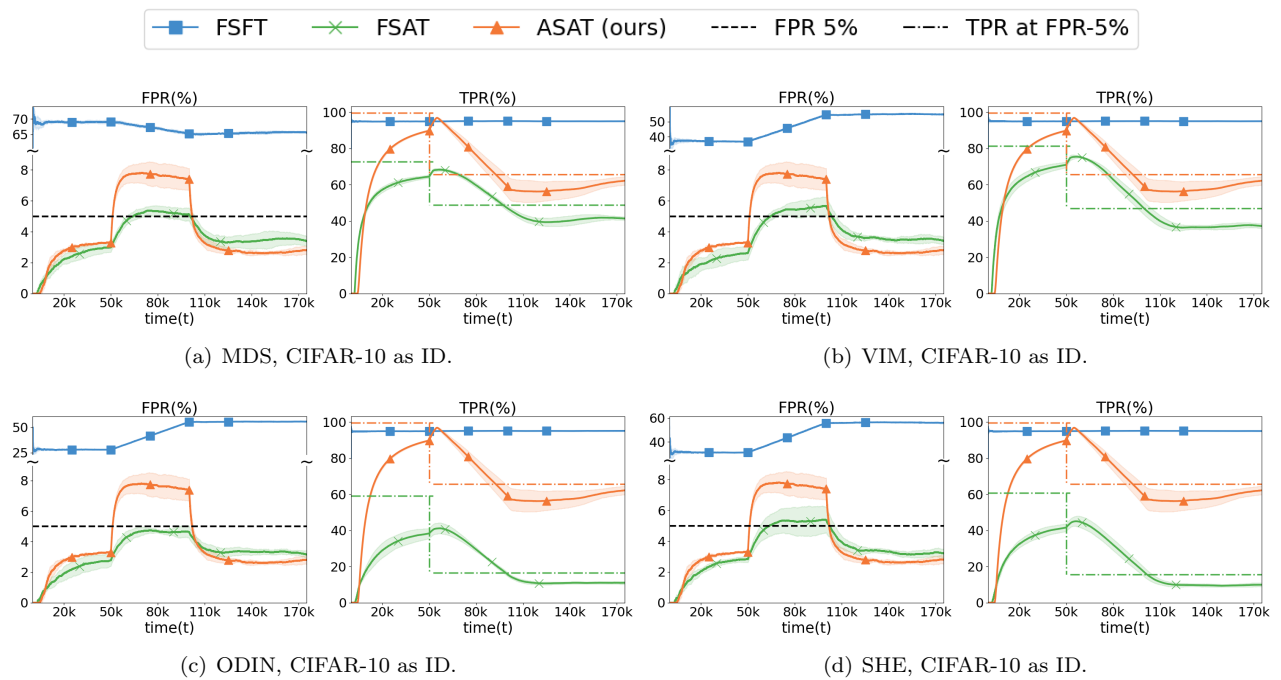 FSFT FSAT ASAT (ours) FPR 5% TPR at FPR-5%
FPR(%) TPR(%) FPR(%) TPR(%)
70
65
8
6
4
2
0
20k 50k 80k 110k 140k 170k
time(t)
100
80
60
40
20
0
20k 50k 80k 110k 140k 170k
time(t)
50
40
8
6
4
2
0
20k 50k 80k 110k 140k 170k
time(t)
100
80
60
40
20
0
20k 50k 80k 110k 140k 170k
time(t)
(a) MDS, CIFAR-10 as ID. (b) VIM, CIFAR-10 as ID.
FPR(%) TPR(%) FPR(%) TPR(%)
50
25
8
6
4
2
0
20k 50k 80k 110k 140k 170k
time(t)
100
80
60
40
20
0
20k 50k 80k 110k 140k 170k
time(t)
60
40
8
6
4
2
0
20k 50k 80k 110k 140k 170k
time(t)
100
80
60
40
20
0
20k 50k 80k 110k 140k 170k
time(t)
(c) ODIN, CIFAR-10 as ID. (d) SHE, CIFAR-10 as ID.